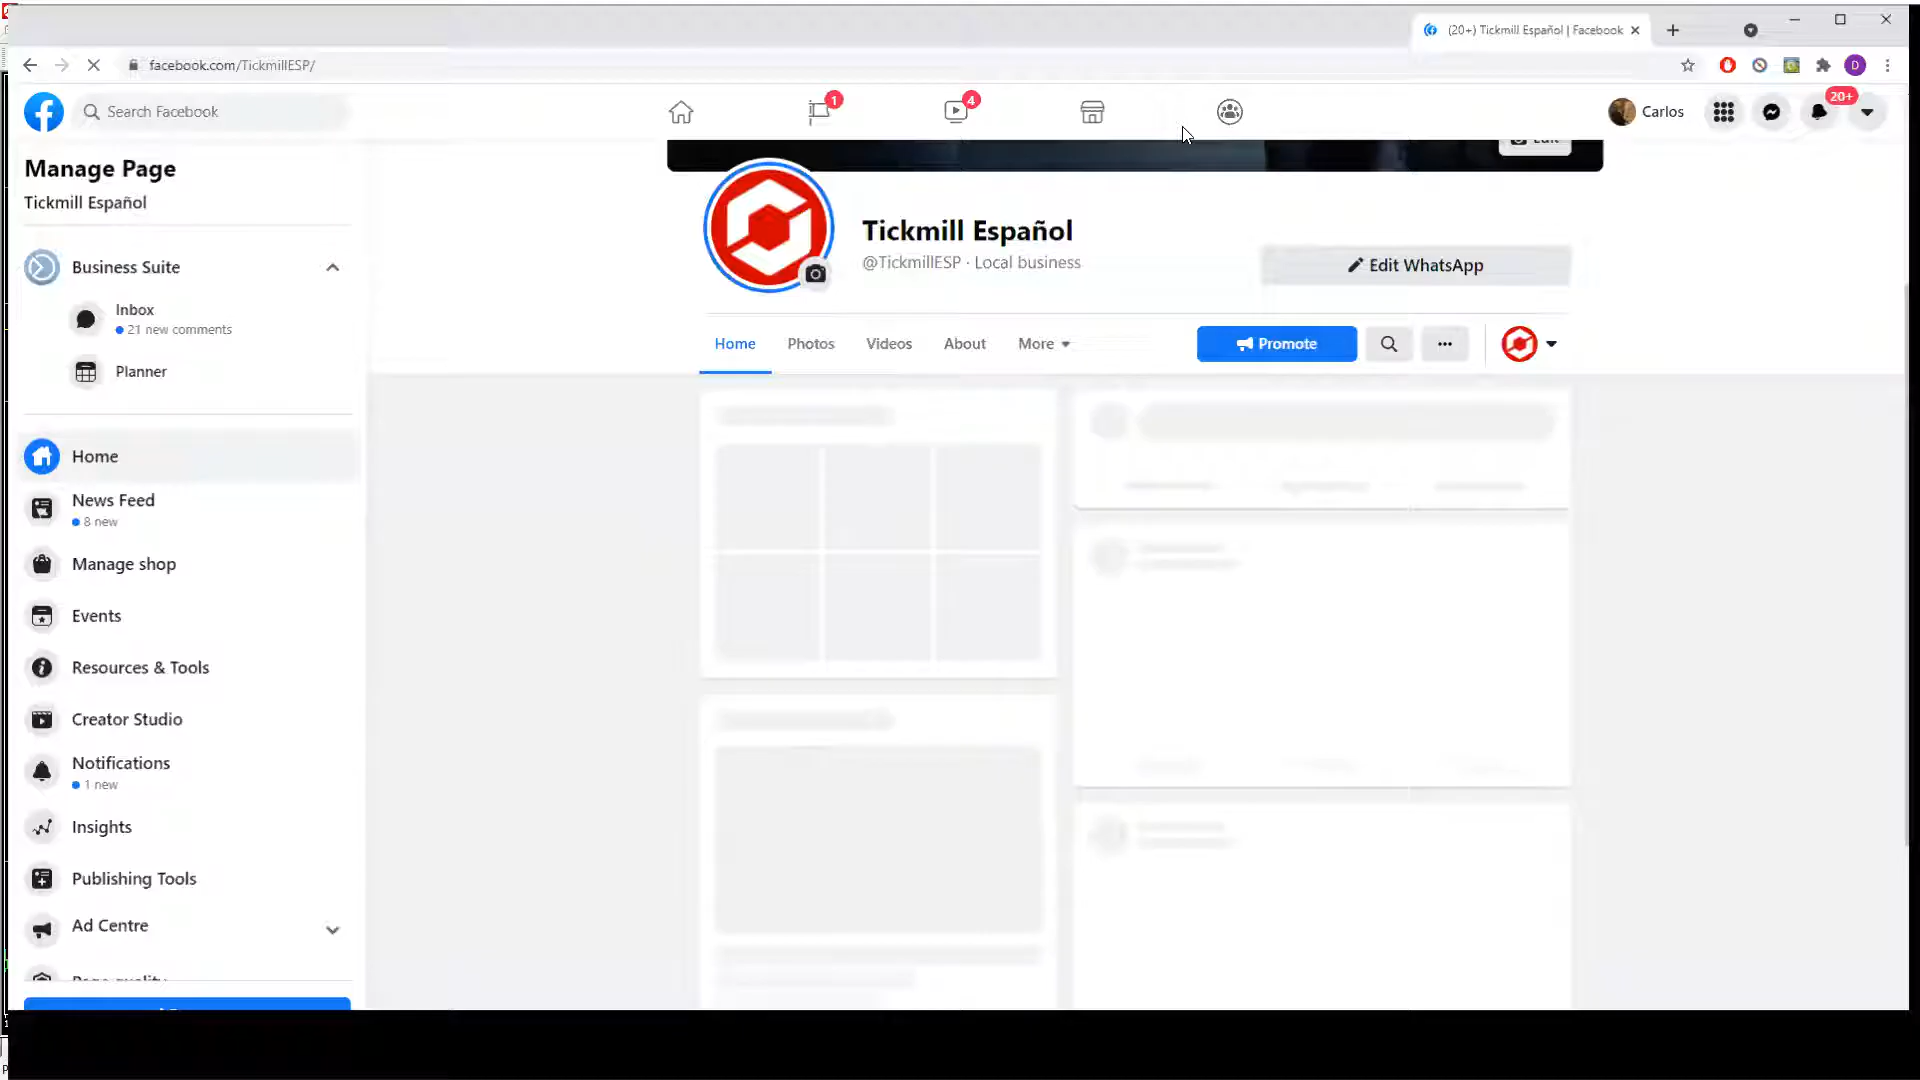 (20+) Tickmill Español | Facebook
facebook.com/TickmillESP/
Search Facebook
1
4
Carlos
20+
Manage Page
Tickmill Español
Business Suite
Inbox
21 new comments
Planner
Home
News Feed
8 new
Manage shop
Events
Resources & Tools
Creator Studio
Notifications
1 new
Insights
Publishing Tools
Ad Centre
Page quality
Edit
Tickmill Español
@TickmillESP · Local business
Edit WhatsApp
Home
Photos
Videos
About
More
Promote
D